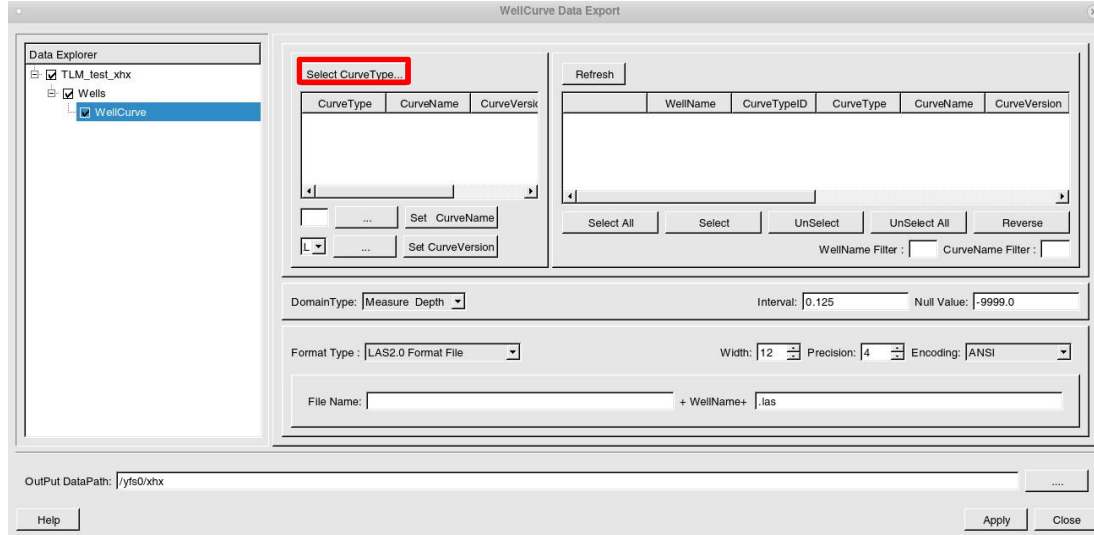 WellCurve Data Export
Data Explorer
TLM_test_xhx
Wells
WellCurve
Select CurveType...
CurveType CurveName CurveVersic
... Set CurveName
L ... Set CurveVersion
Refresh
WellName CurveTypeID CurveType CurveName CurveVersion
Select All Select UnSelect UnSelect All Reverse
WellName Filter : CurveName Filter :
DomainType: Measure Depth Interval: 0.125 Null Value: -9999.0
Format Type : LAS2.0 Format File Width: 12 Precision: 4 Encoding: ANSI
File Name: + WellName+ .las
OutPut DataPath: /yfs0/xhx ....
Help Apply Close